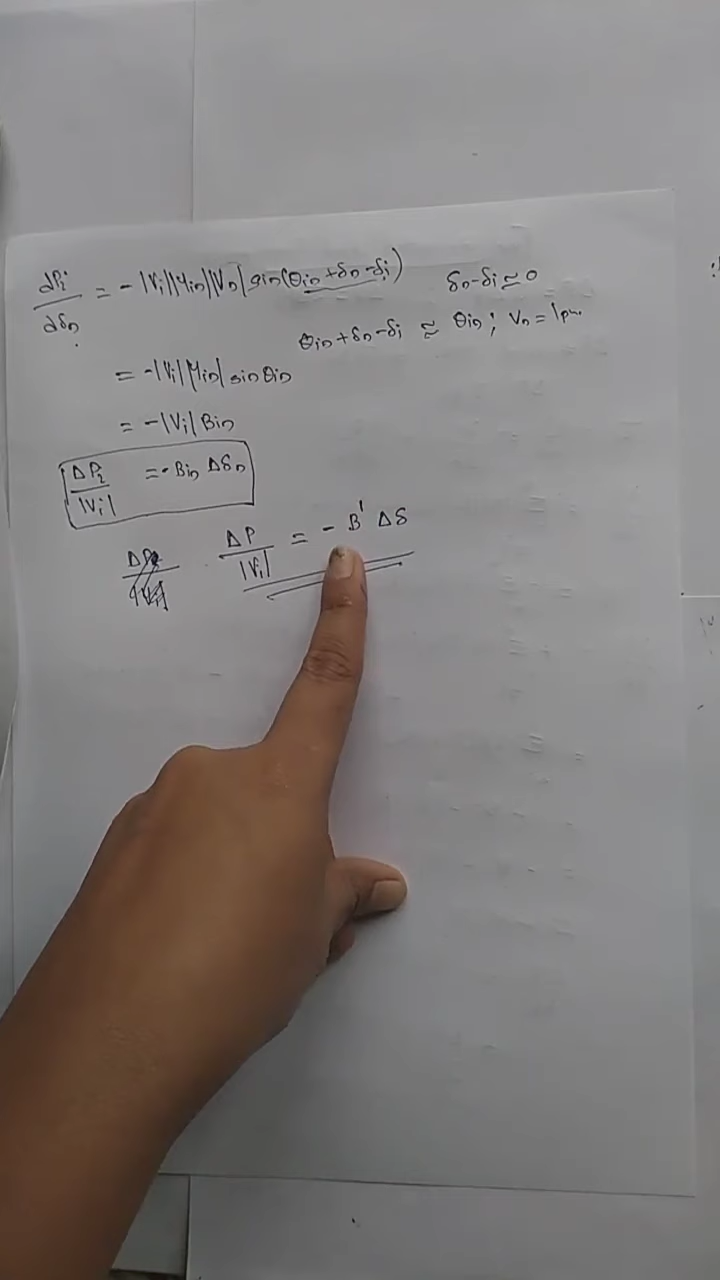 dPi/dδn = -|Vi||Yin||Vn| sin(θin+δn-δi) δn-δi ≃ 0
θin+δn-δi ≃ θin; Vn = 1pu.
= -|Vi||Yin| sin θin
= -|Vi| Bin
ΔPi/|Vi| = -Bin Δδn
ΔP/|Vi| = - B' Δδ